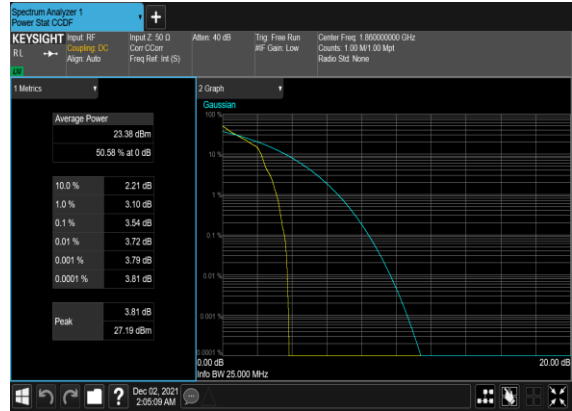 Spectrum Analyzer 1
Power Stat CCDF
+
KEYSIGHT
RL
Input: RF
Coupling: DC
Align: Auto
Input Z: 50 Ω
Corr CCorr
Freq Ref: Int (S)
Atten: 40 dB
Trig: Free Run
#IF Gain: Low
Center Freq: 1.860000000 GHz
Counts: 1.00 M/1.00 Mpt
Radio Std: None
1 Metrics
Average Power
23.38 dBm
50.58 % at 0 dB
10.0 % 2.21 dB
1.0 % 3.10 dB
0.1 % 3.54 dB
0.01 % 3.72 dB
0.001 % 3.79 dB
0.0001 % 3.81 dB
Peak
3.81 dB
27.19 dBm
2 Graph
Gaussian
100 %
10 %
1 %
0.1 %
0.01 %
0.001 %
0.0001 %
0.00 dB
20.00 dB
Info BW 25.000 MHz
?
Dec 02, 2021
2:05:09 AM